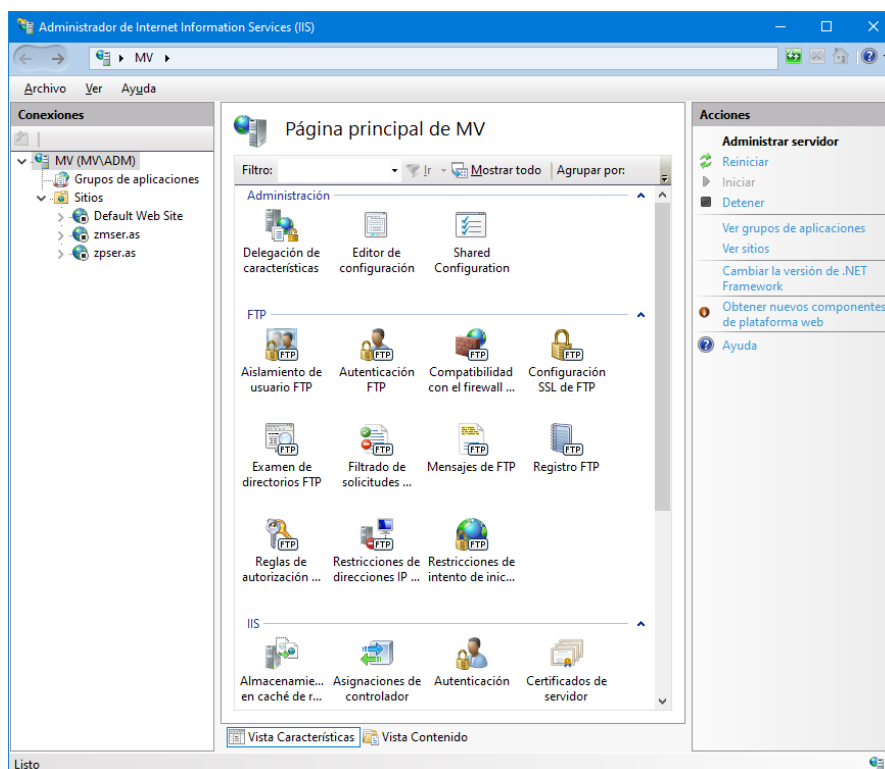 Administrador de Internet Information Services (IIS)
MV
Archivo Ver Ayuda
Conexiones
MV (MV\ADM)
Grupos de aplicaciones
Sitios
Default Web Site
zmser.as
zpser.as
Página principal de MV
Filtro: Ir Mostrar todo Agrupar por:
Administración
Delegación de características
Editor de configuración
Shared Configuration
FTP
Aislamiento de usuario FTP
Autenticación FTP
Compatibilidad con el firewall ...
Configuración SSL de FTP
Examen de directorios FTP
Filtrado de solicitudes ...
Mensajes de FTP
Registro FTP
Reglas de autorización ...
Restricciones de direcciones IP ...
Restricciones de intento de inic...
IIS
Almacenamie... en caché de r...
Asignaciones de controlador
Autenticación
Certificados de servidor
Vista Características Vista Contenido
Acciones
Administrar servidor
Reiniciar
Iniciar
Detener
Ver grupos de aplicaciones
Ver sitios
Cambiar la versión de .NET
Framework
Obtener nuevos componentes
de plataforma web
Ayuda
Listo